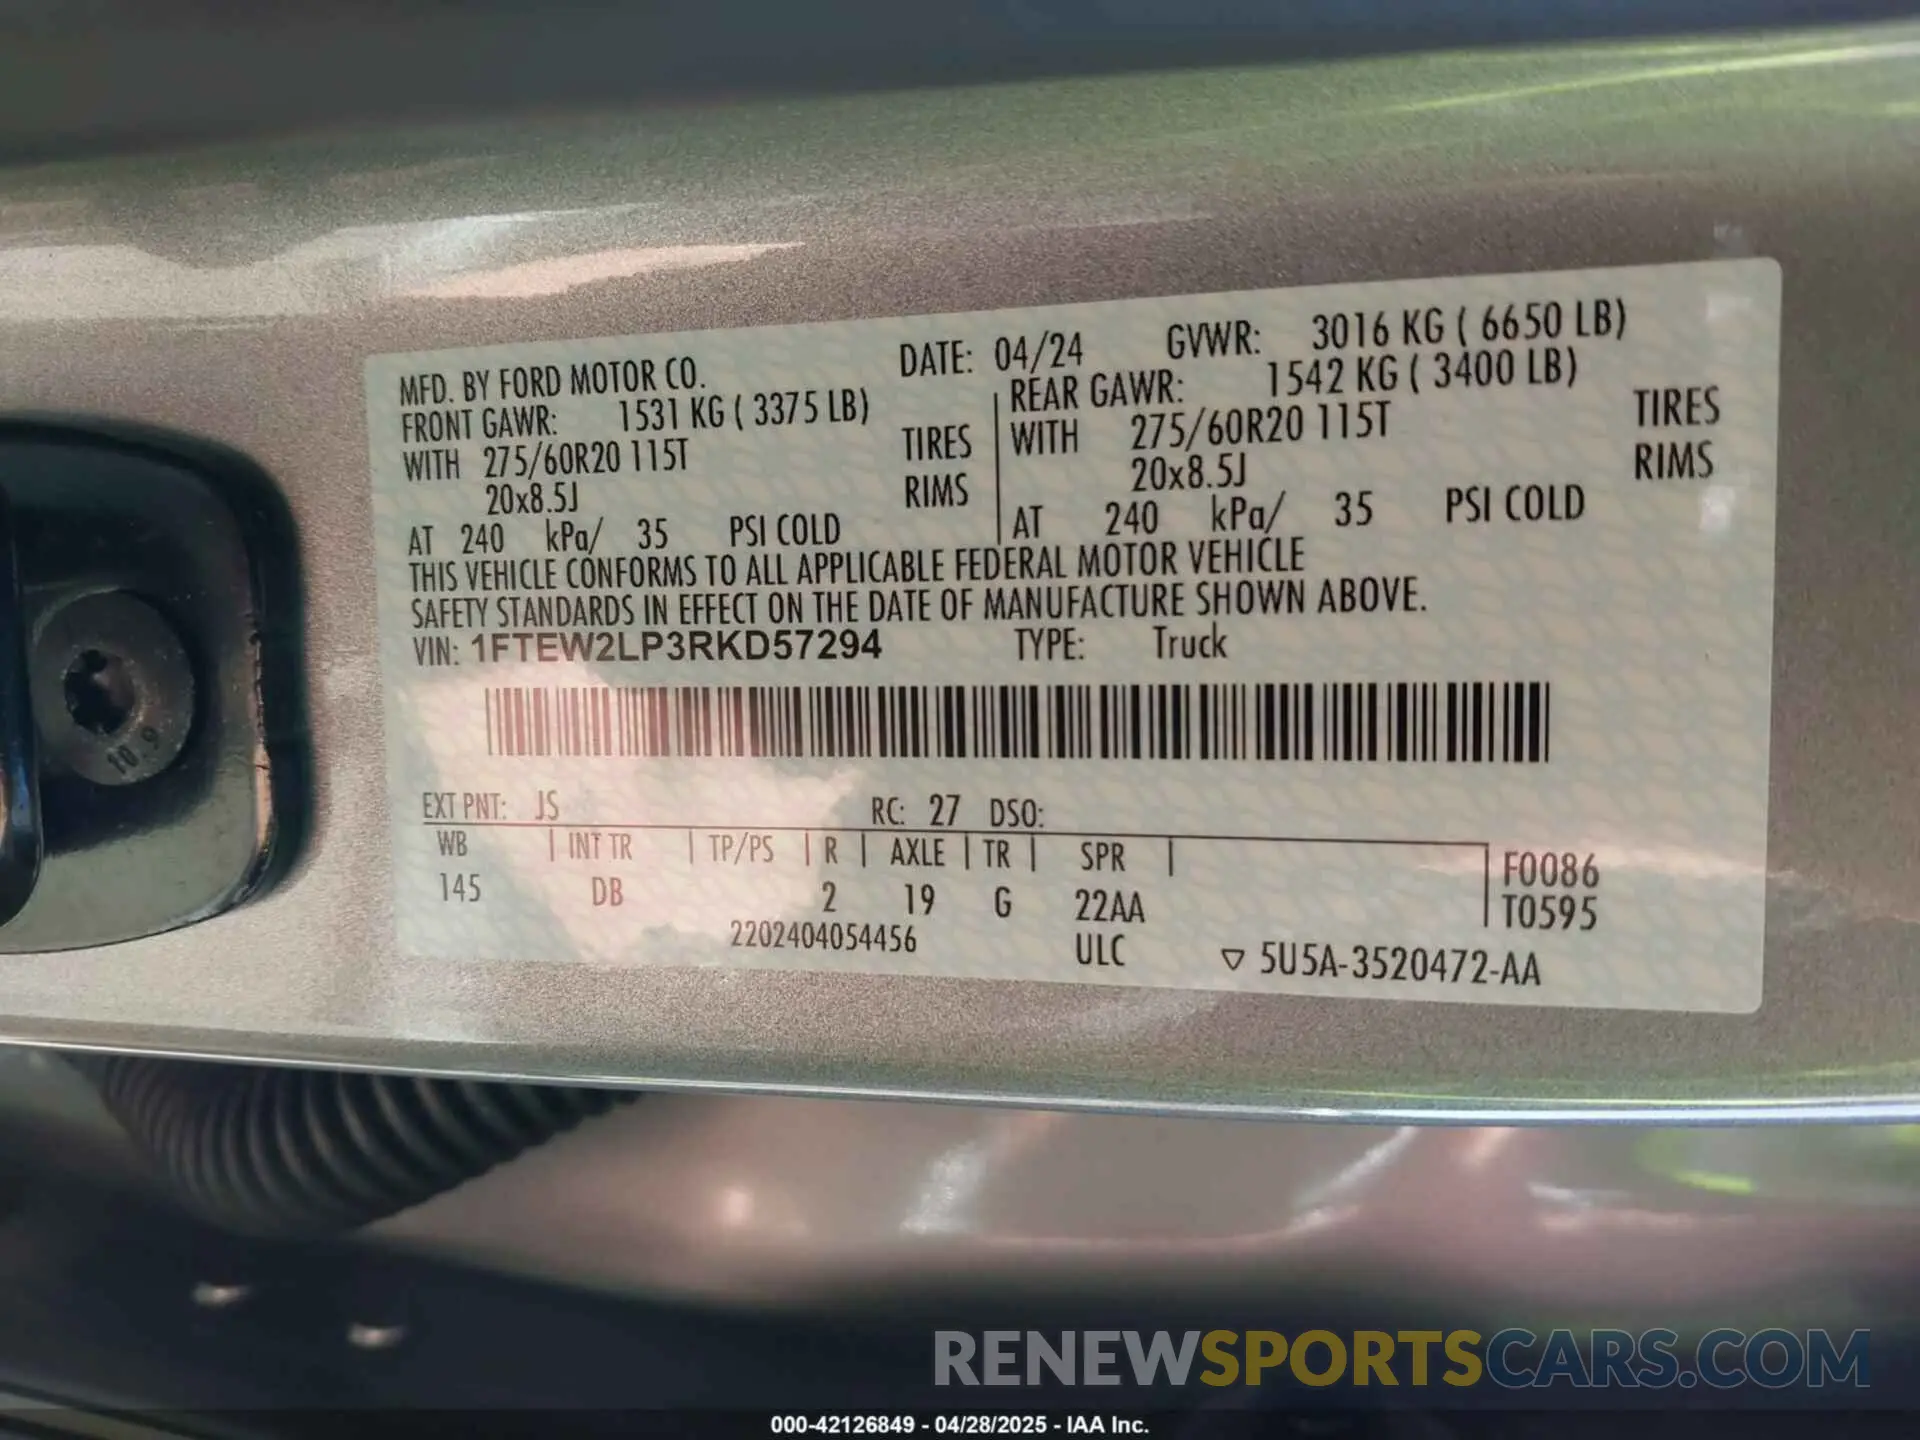 MFD. BY FORD MOTOR CO. DATE: 04/24 GVWR: 3016 KG ( 6650 LB)
FRONT GAWR: 1531 KG ( 3375 LB) REAR GAWR: 1542 KG ( 3400 LB)
WITH 275/60R20 115T TIRES WITH 275/60R20 115T TIRES
20x8.5J RIMS 20x8.5J RIMS
AT 240 kPa/ 35 PSI COLD AT 240 kPa/ 35 PSI COLD
THIS VEHICLE CONFORMS TO ALL APPLICABLE FEDERAL MOTOR VEHICLE
SAFETY STANDARDS IN EFFECT ON THE DATE OF MANUFACTURE SHOWN ABOVE.
VIN: 1FTEW2LP3RKD57294 TYPE: Truck
EXT PNT: JS RC: 27 DSO:
WB | INT TR | TP/PS | R | AXLE | TR | SPR | F0086
145 DB 2 19 G 22AA T0595
2202404054456 ULC ▽ 5U5A-3520472-AA
10.9
RENEWSPORTSCARS.COM
000-42126849 - 04/28/2025 - IAA Inc.